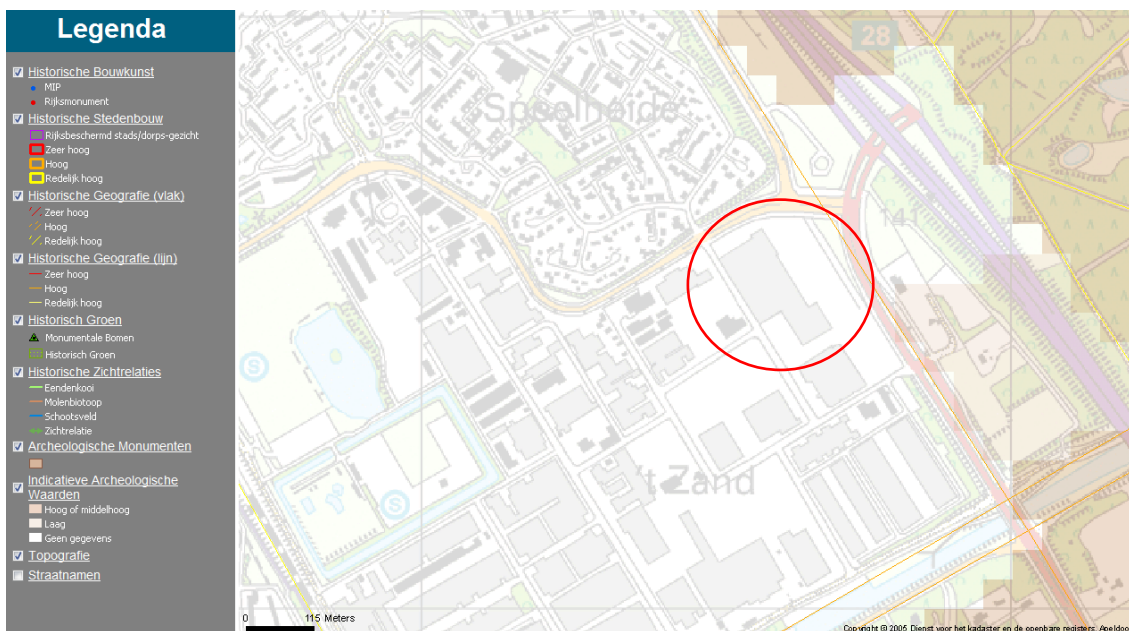 Legenda
Historische Bouwkunst
MIP
Rijksmonument
Historische Stedenbouw
Rijksbeschermd stads/dorps-gezicht
Zeer hoog
Hoog
Redelijk hoog
Historische Geografie (vlak)
Zeer hoog
Hoog
Redelijk hoog
Historische Geografie (lijn)
Zeer hoog
Hoog
Redelijk hoog
Historisch Groen
Monumentale Bomen
Historisch Groen
Historische Zichtrelaties
Eendenkooi
Molenbiotoop
Schootsveld
Zichtrelatie
Archeologische Monumenten
Indicatieve Archeologische
Waarden
Hoog of middelhoog
Laag
Geen gegevens
Topografie
Straatnamen
28
Speelheide
141
S
S
't Zand
0 115 Meters
Copyright © 2005 Dienst voor het kadaster en de openbare registers, Apeldoo